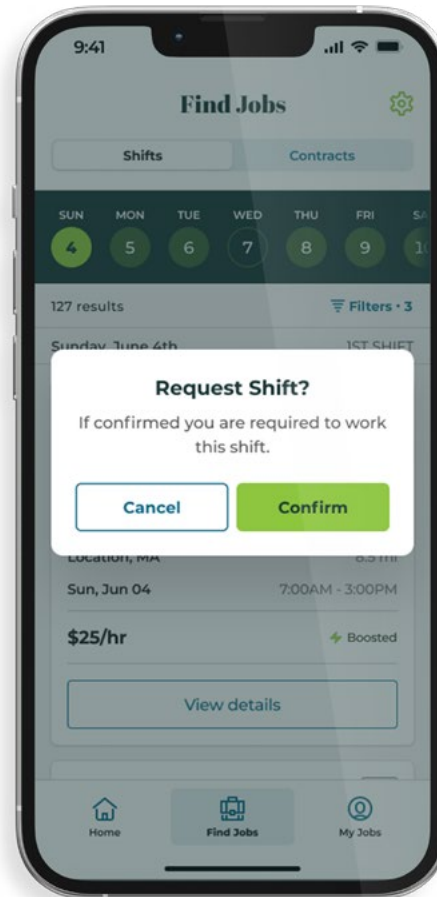 9:41
Find Jobs
Shifts
Contracts
SUN MON TUE WED THU FRI
4 5 6 7 8 9
127 results
Filters • 3
Sunday, June 4th
1ST SHIFT
Request Shift?
If confirmed you are required to work
this shift.
Cancel
Confirm
Location, MA
Sun, Jun 04
7:00AM - 3:00PM
$25/hr
Boosted
View details
Home
Find Jobs
My Jobs